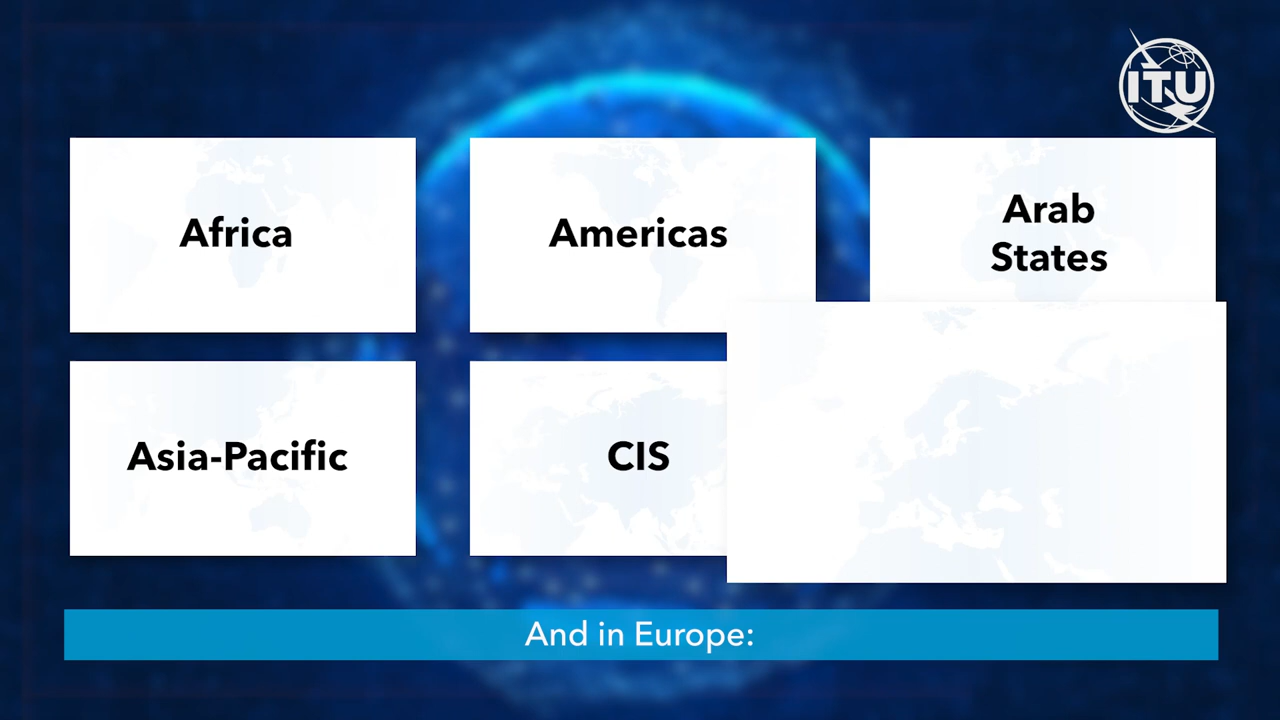 ITU
Africa
Americas
Arab
States
Asia-Pacific
CIS
And in Europe: